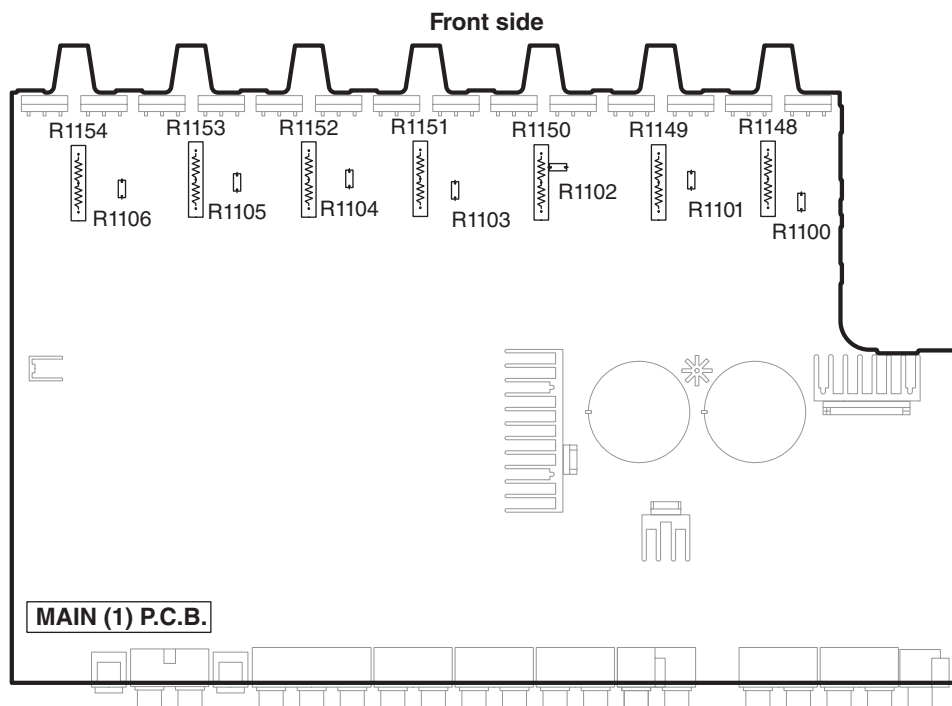 Front side
R1154
R1153
R1152
R1151
R1150
R1149
R1148
R1106
R1105
R1104
R1103
R1102
R1101
R1100
MAIN (1) P.C.B.